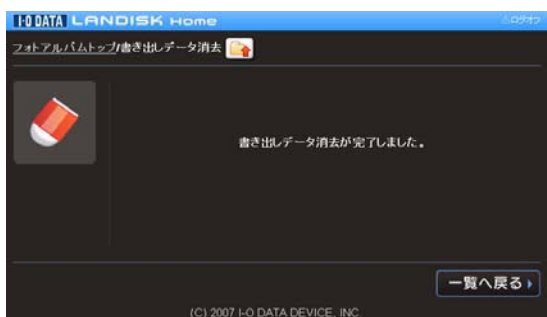 I-O DATA LANDISK Home
ログオフ
フォトアルバムトップ/書き出しデータ消去
書き出しデータ消去が完了しました。
一覧へ戻る
(C) 2007 I-O DATA DEVICE, INC